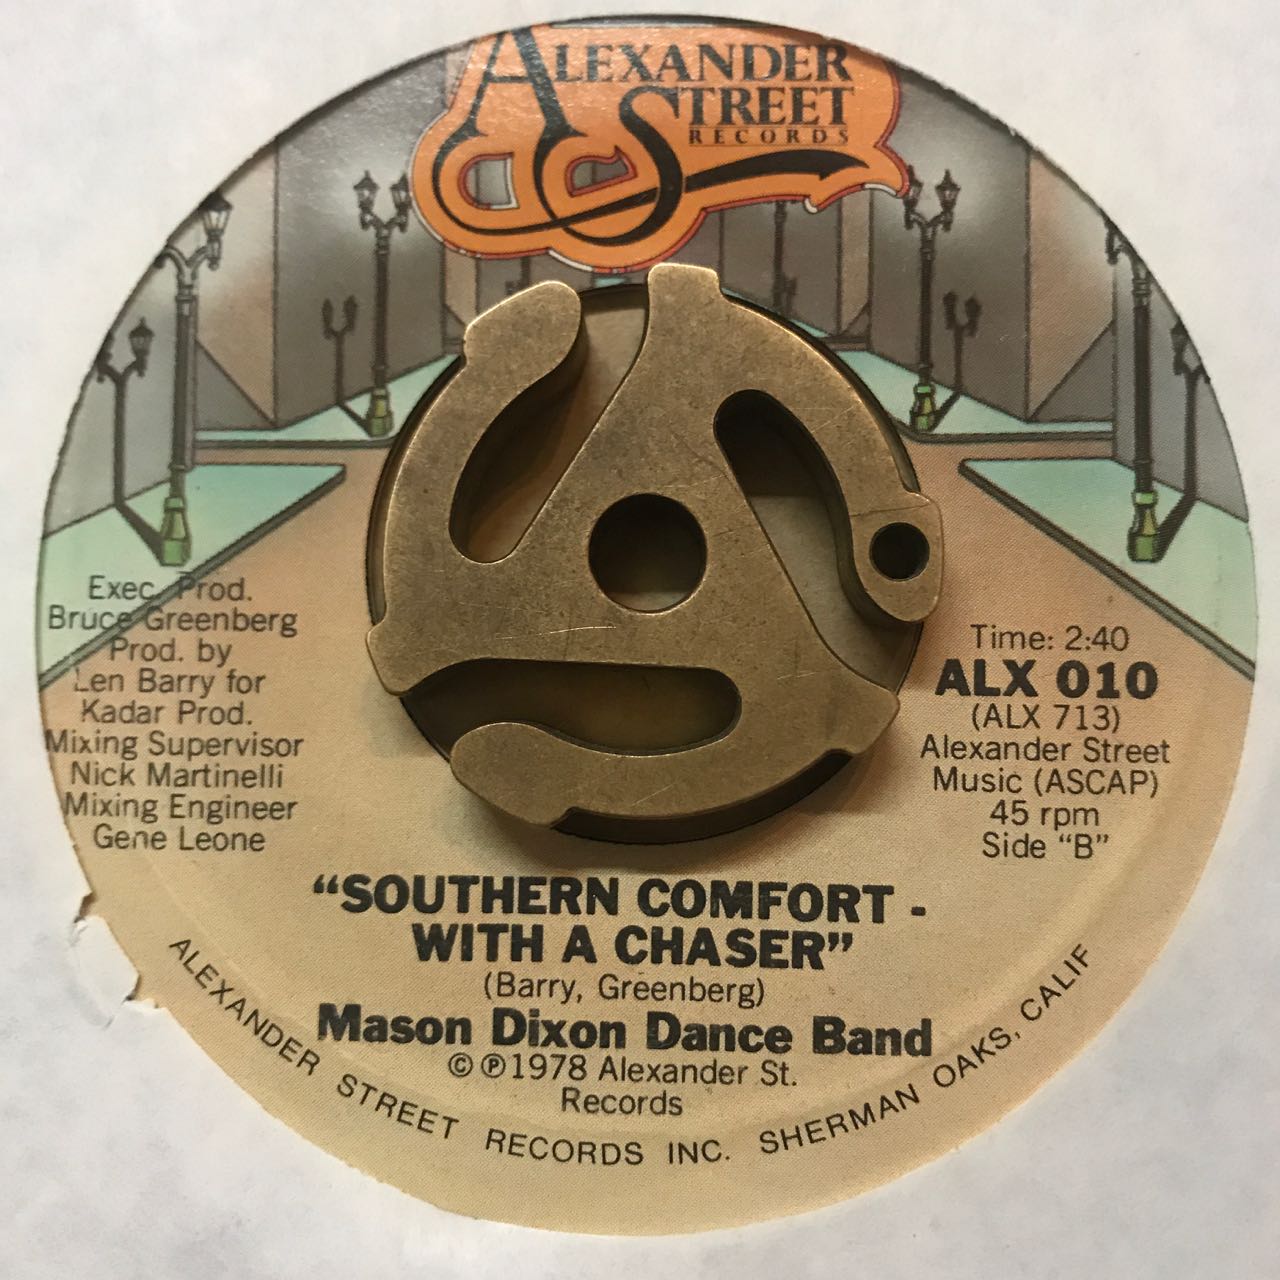 ALEXANDER
STREET
RECORDS
Exec. Prod.
Bruce Greenberg
Prod. by
Len Barry for
Kadar Prod.
Mixing Supervisor
Nick Martinelli
Mixing Engineer
Gene Leone
Time: 2:40
ALX 010
(ALX 713)
Alexander Street
Music (ASCAP)
45 rpm
Side "B"
"SOUTHERN COMFORT -
WITH A CHASER"
(Barry, Greenberg)
Mason Dixon Dance Band
©℗1978 Alexander St.
Records
ALEXANDER STREET RECORDS INC. SHERMAN OAKS, CALIF